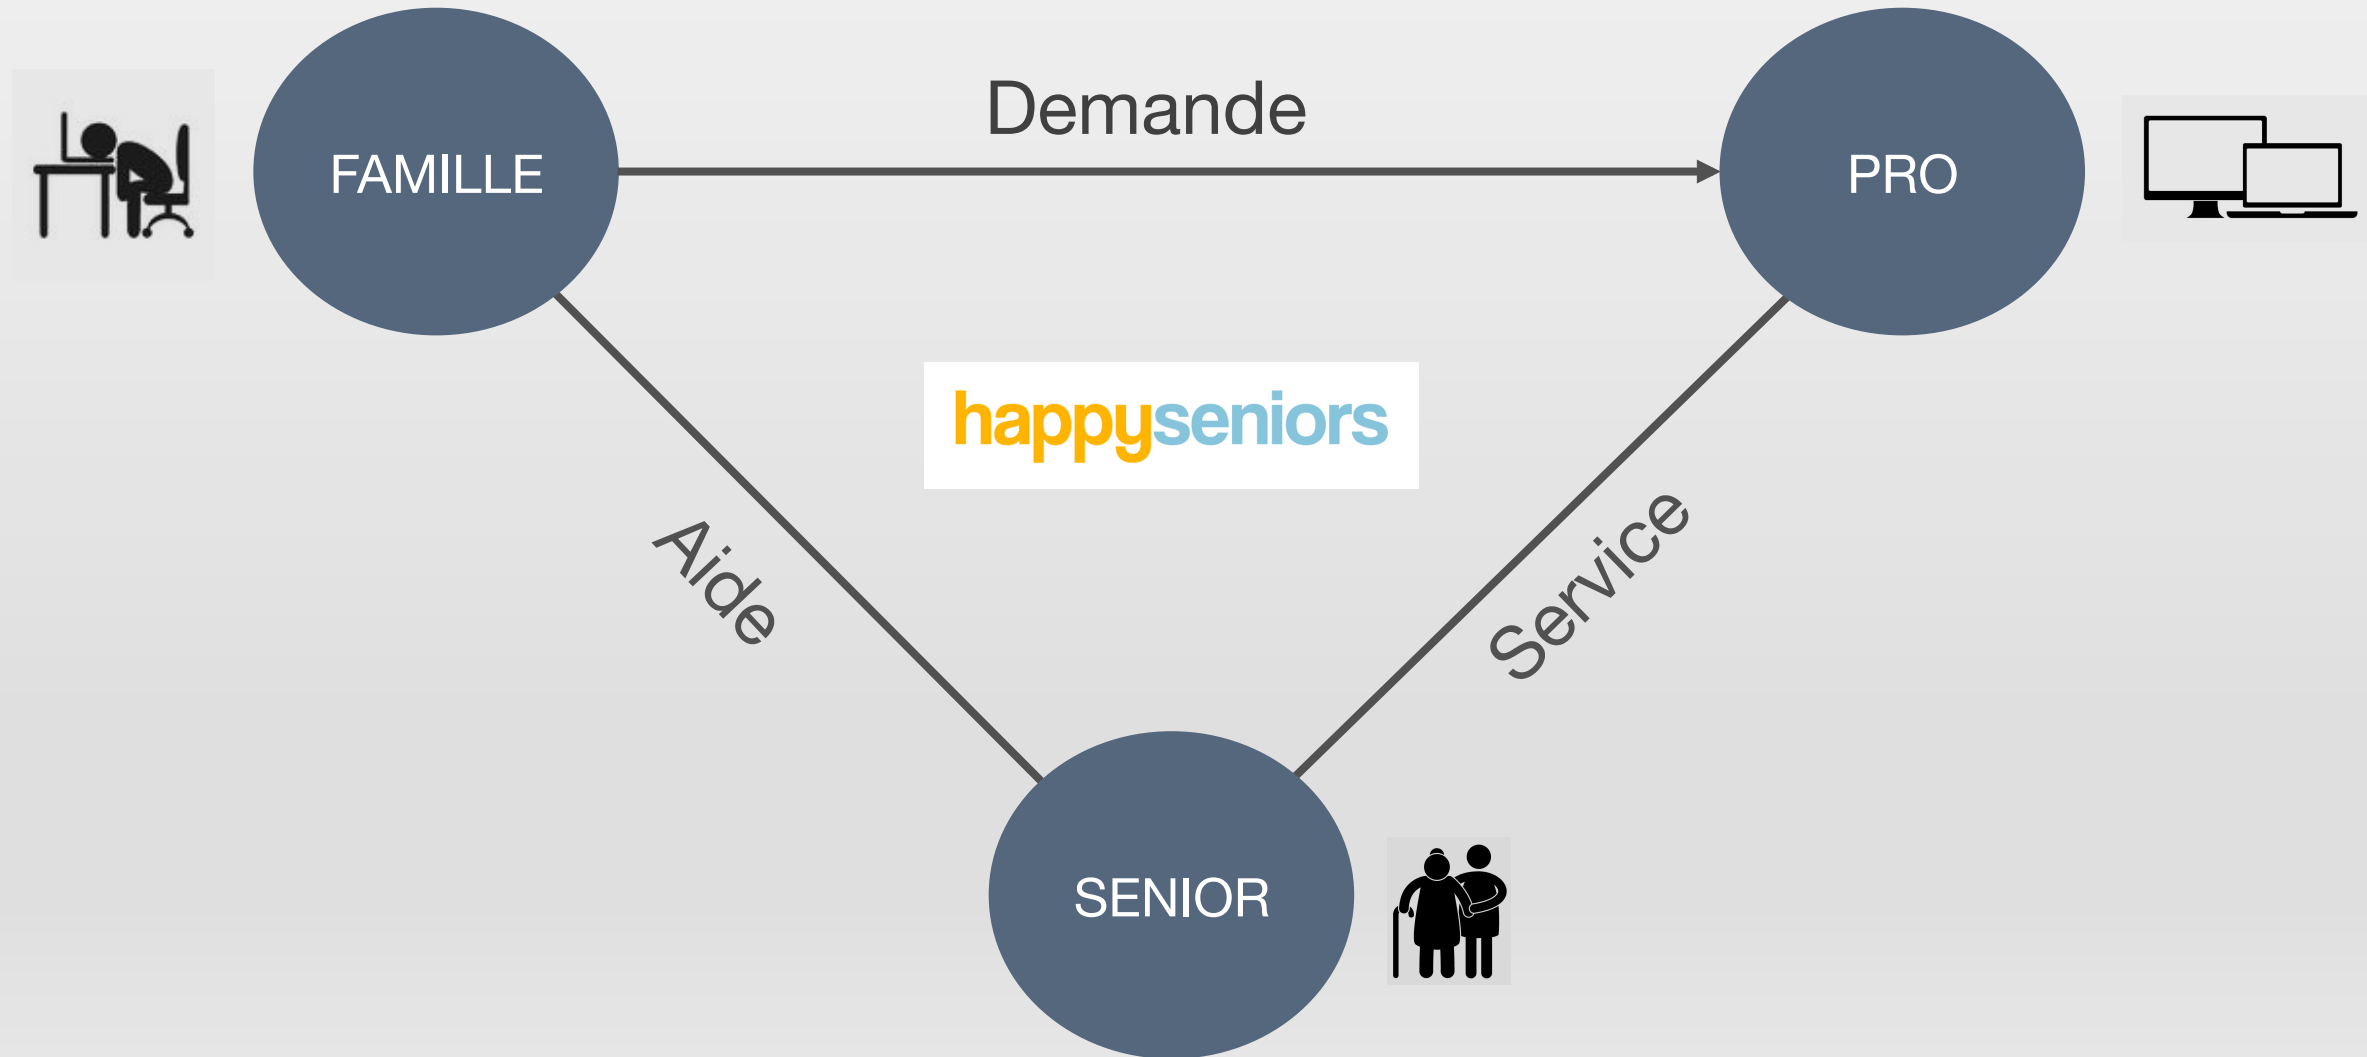 Demande
FAMILLE
PRO
happyseniors
Aide
Service
SENIOR